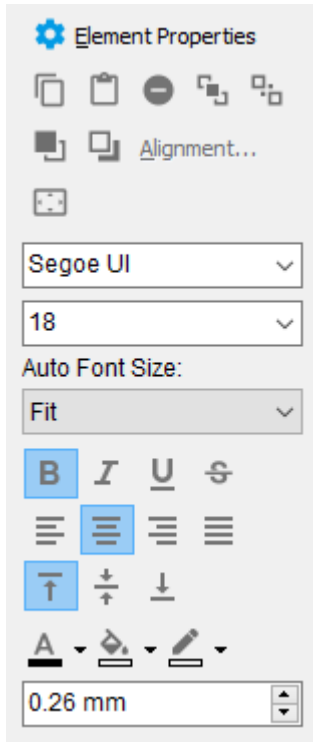 Element Properties
Alignment...
Segoe UI
18
Auto Font Size:
Fit
B I U S
A
0.26 mm